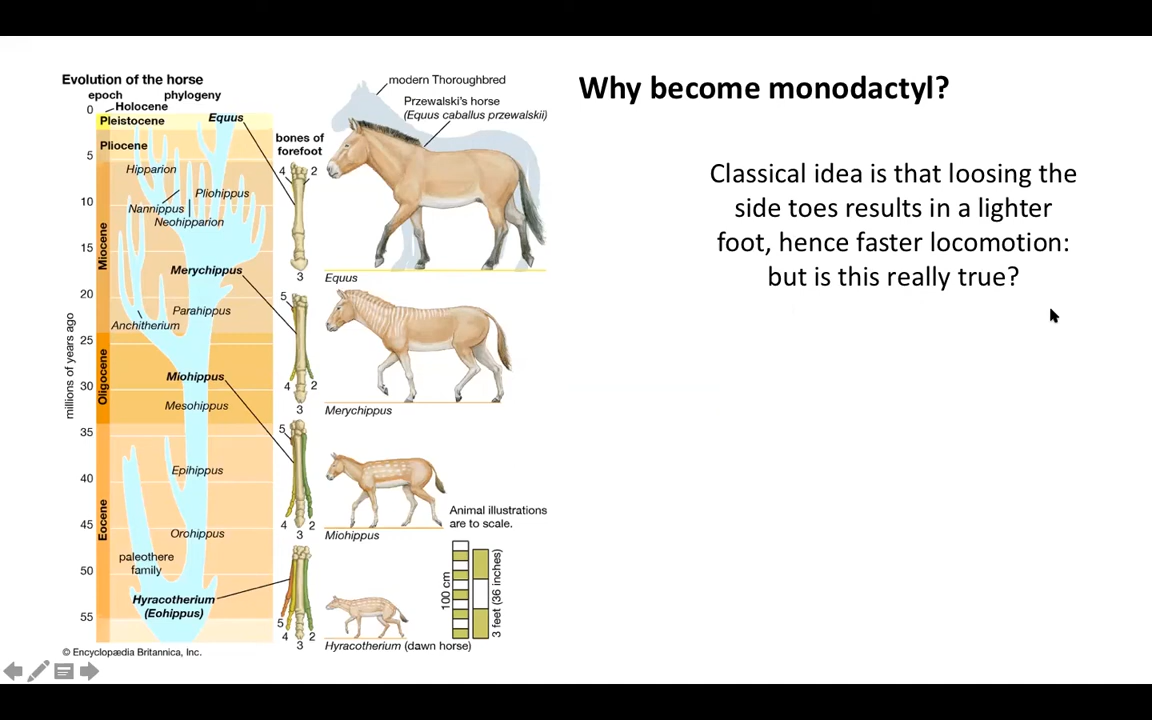 Evolution of the horse
epoch phylogeny
0
Holocene
Pleistocene
Pliocene
5
10
Miocene
15
20
25
Oligocene
30
35
40
Eocene
45
50
55
millions of years ago
Equus
Hipparion
Pliohippus
Nannippus
Neohipparion
Merychippus
Parahippus
Anchitherium
Miohippus
Mesohippus
Epihippus
Orohippus
paleothere
family
Hyracotherium
(Eohippus)
bones of
forefoot
4 2
3
5
4 2
3
5
4 2
3
5
4 2
3
modern Thoroughbred
Przewalski's horse
(Equus caballus przewalskii)
Equus
Merychippus
Miohippus
Hyracotherium (dawn horse)
Animal illustrations
are to scale.
100 cm
3 feet (36 inches)
© Encyclopædia Britannica, Inc.
Why become monodactyl?
Classical idea is that loosing the
side toes results in a lighter
foot, hence faster locomotion:
but is this really true?